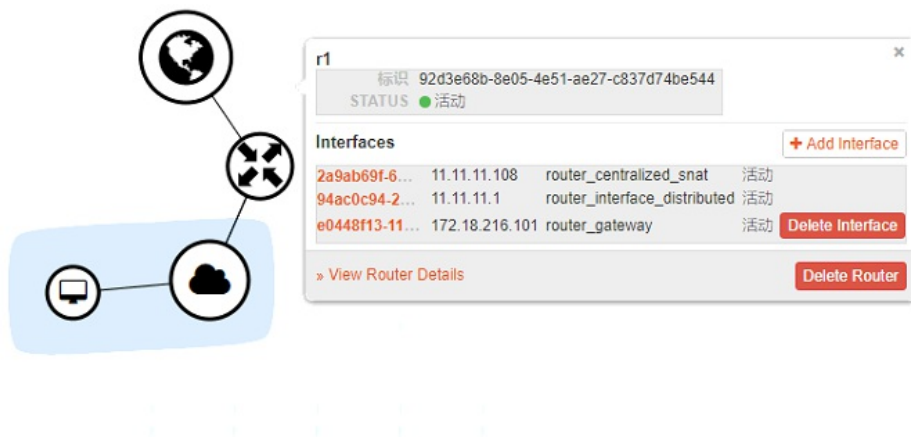 r1 ×
标识 92d3e68b-8e05-4e51-ae27-c837d74be544
STATUS 活动
Interfaces + Add Interface
2a9ab69f-6... 11.11.11.108 router_centralized_snat 活动
94ac0c94-2... 11.11.11.1 router_interface_distributed 活动
e0448f13-11... 172.18.216.101 router_gateway 活动 Delete Interface
» View Router Details Delete Router